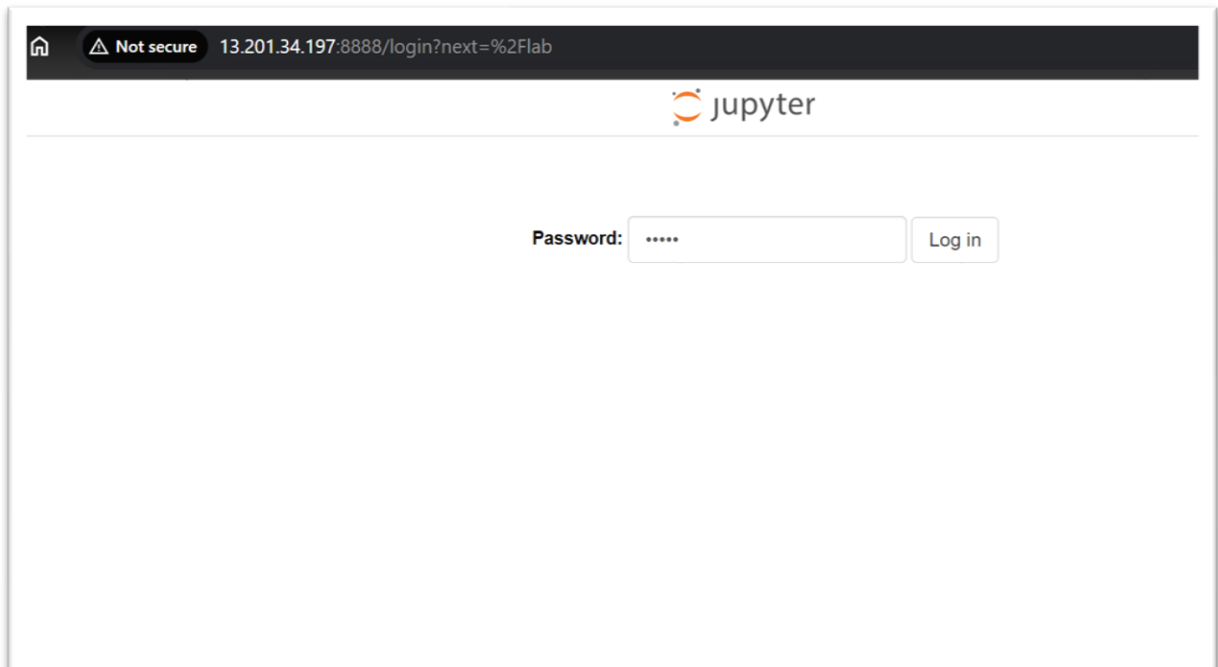 Not secure 13.201.34.197:8888/login?next=%2Flab
jupyter
Password: ••••• Log in